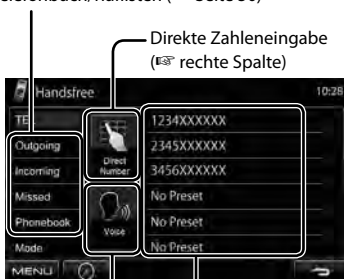 Direkte Zahleneingabe
(☞ rechte Spalte)
Handsfree
10:28
TEL
1234XXXXXX
Outgoing
2345XXXXXX
Direct
Number
Incoming
3456XXXXXX
Missed
No Preset
Voice
Phonebook
No Preset
Mode
No Preset
MENU